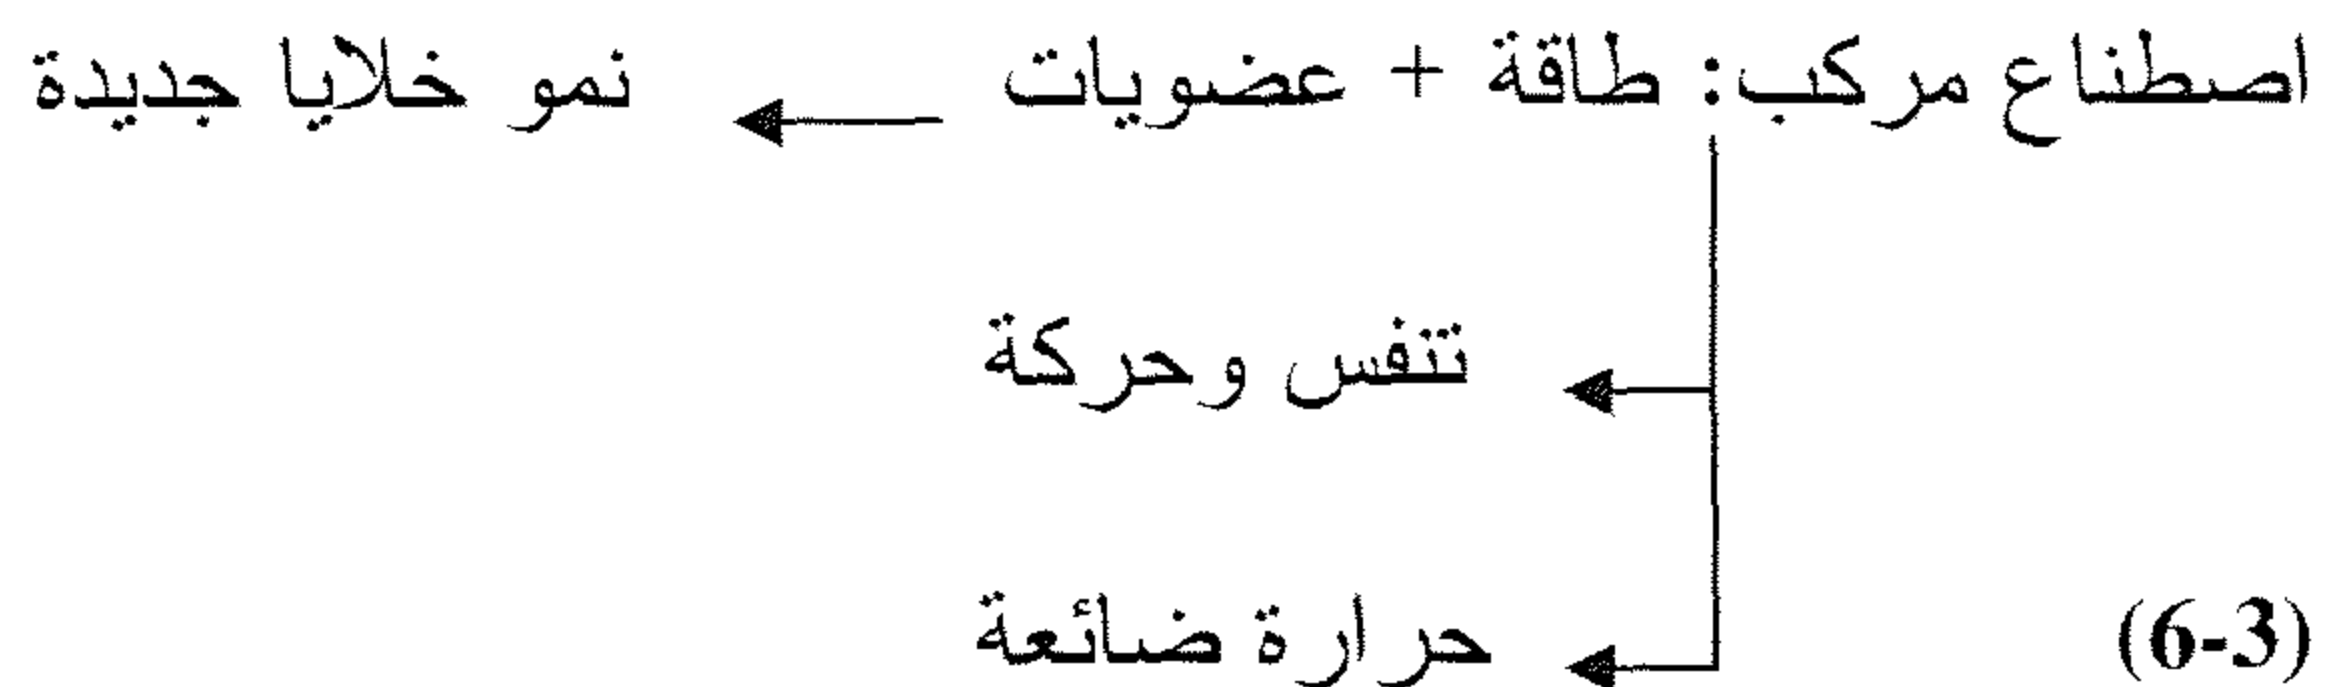 اصطناع مركب: طاقة + عضويات ← نمو خلايا جديدة
← تنفس وحركة
← حرارة ضائعة
(6-3)